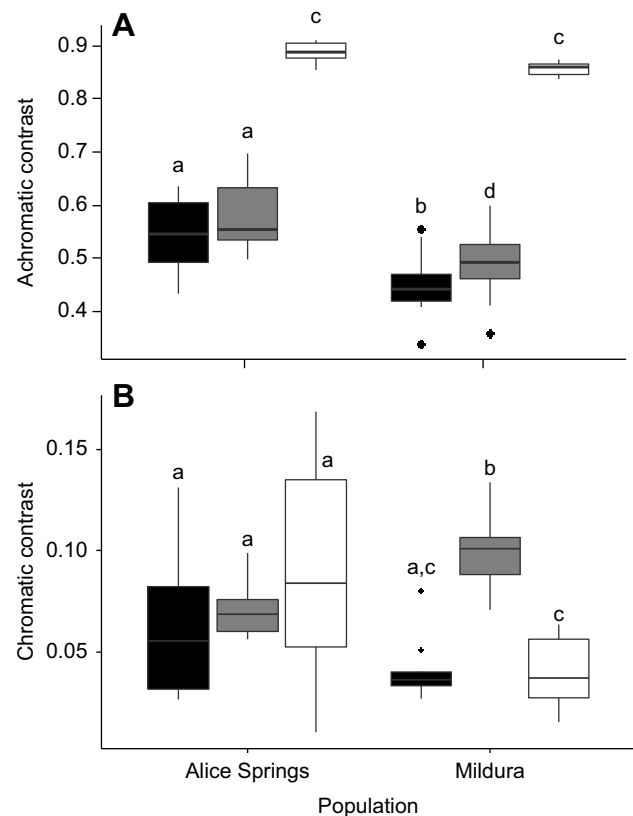 A
Achromatic contrast
0.9
0.8
0.7
0.6
0.5
0.4
a
a
c
b
d
c
B
Chromatic contrast
0.15
0.10
0.05
a
a
a
a,c
b
c
Alice Springs
Mildura
Population